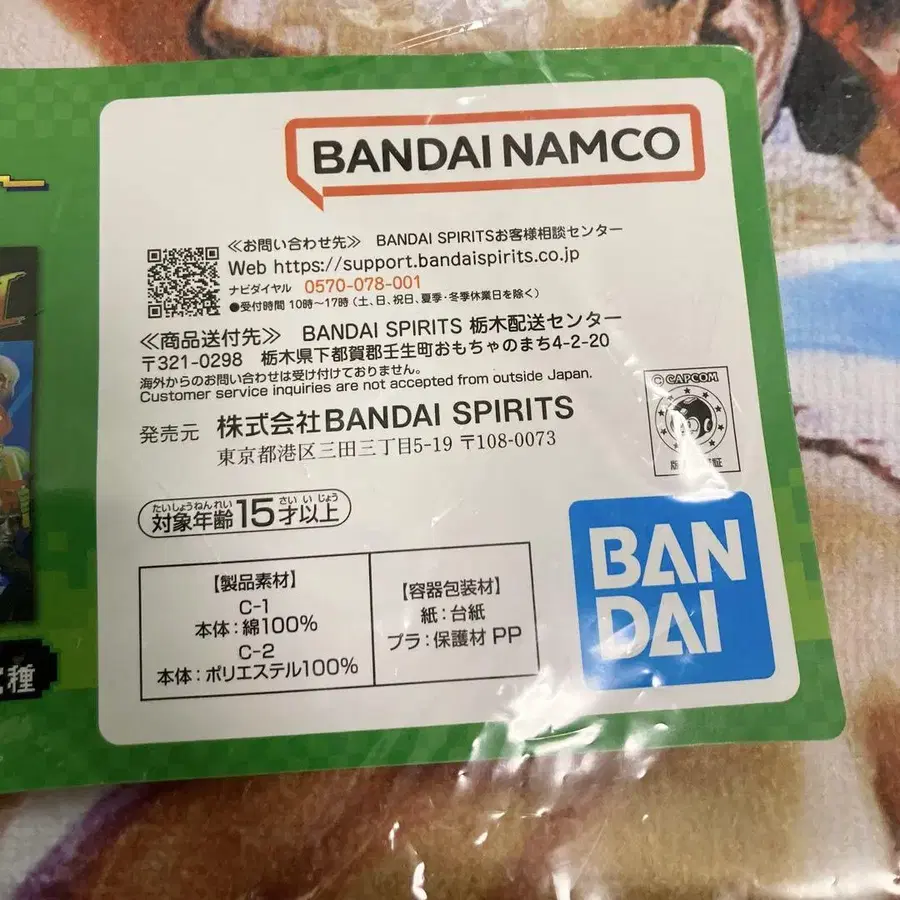 BANDAI NAMCO
≪お問い合わせ先≫ BANDAI SPIRITSお客様相談センター
Web https://support.bandaispirits.co.jp
ナビダイヤル 0570-078-001
●受付時間 10時~17時(土、日、祝日、夏季・冬季休業日を除く)
≪商品送付先≫ BANDAI SPIRITS 栃木配送センター
〒321-0298 栃木県下都賀郡壬生町おもちゃのまち4-2-20
海外からのお問い合わせは受け付けておりません。
Customer service inquiries are not accepted from outside Japan.
発売元 株式会社BANDAI SPIRITS
東京都港区三田三丁目5-19 〒108-0073
©CAPCOM
たいしょうねんれい さい いじょう
対象年齢15才以上
【製品素材】
C-1
本体:綿100%
C-2
本体:ポリエステル100%
【容器包装材】
紙:台紙
プラ:保護材 PP
BAN
DAI
種